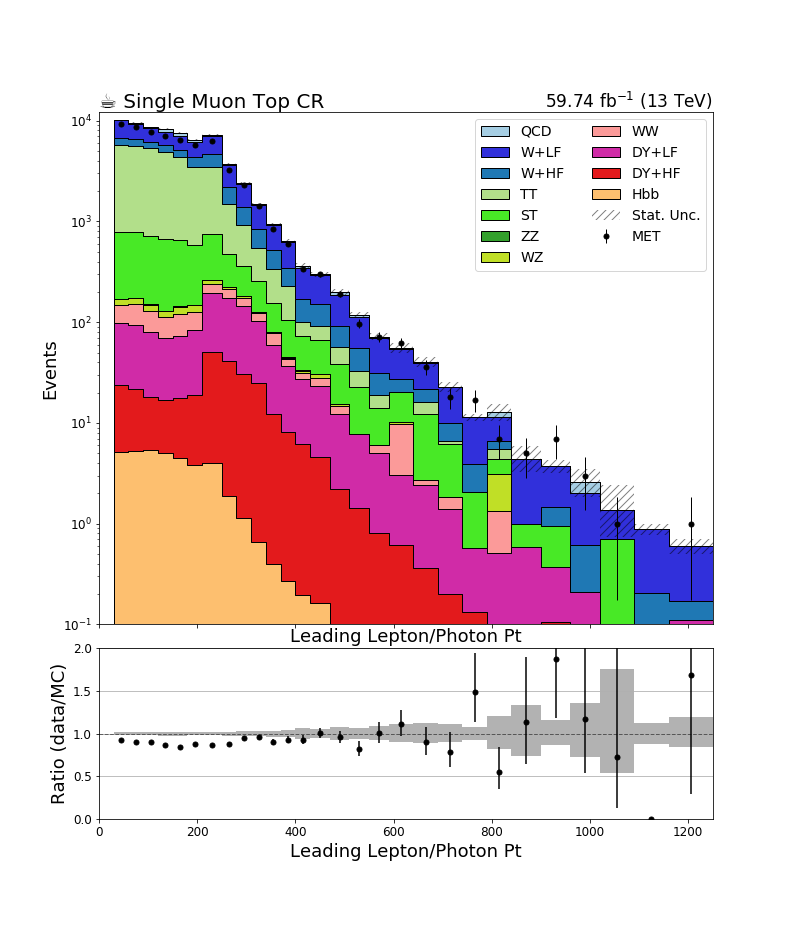 ☕ Single Muon Top CR 59.74 fb⁻¹ (13 TeV)
QCD WW
W+LF DY+LF
W+HF DY+HF
TT Hbb
ST Stat. Unc.
ZZ MET
WZ
Events
10⁴
10³
10²
10¹
10⁰
10⁻¹
Leading Lepton/Photon Pt
Ratio (data/MC)
2.0
1.5
1.0
0.5
0.0
0 200 400 600 800 1000 1200
Leading Lepton/Photon Pt